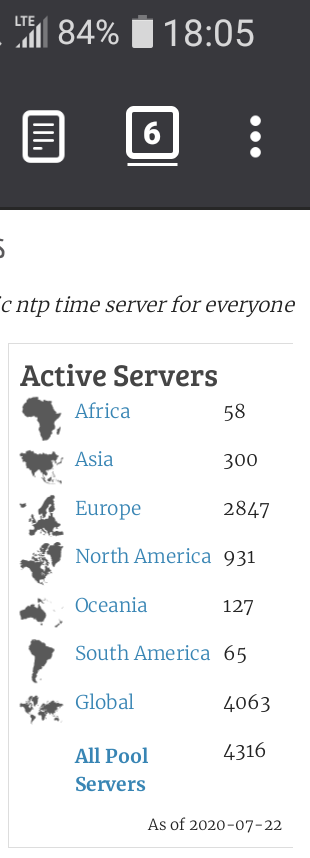 LTE 84% 18:05
6
ic ntp time server for everyone
Active Servers
Africa 58
Asia 300
Europe 2847
North America 931
Oceania 127
South America 65
Global 4063
All Pool 4316
Servers
As of 2020-07-22